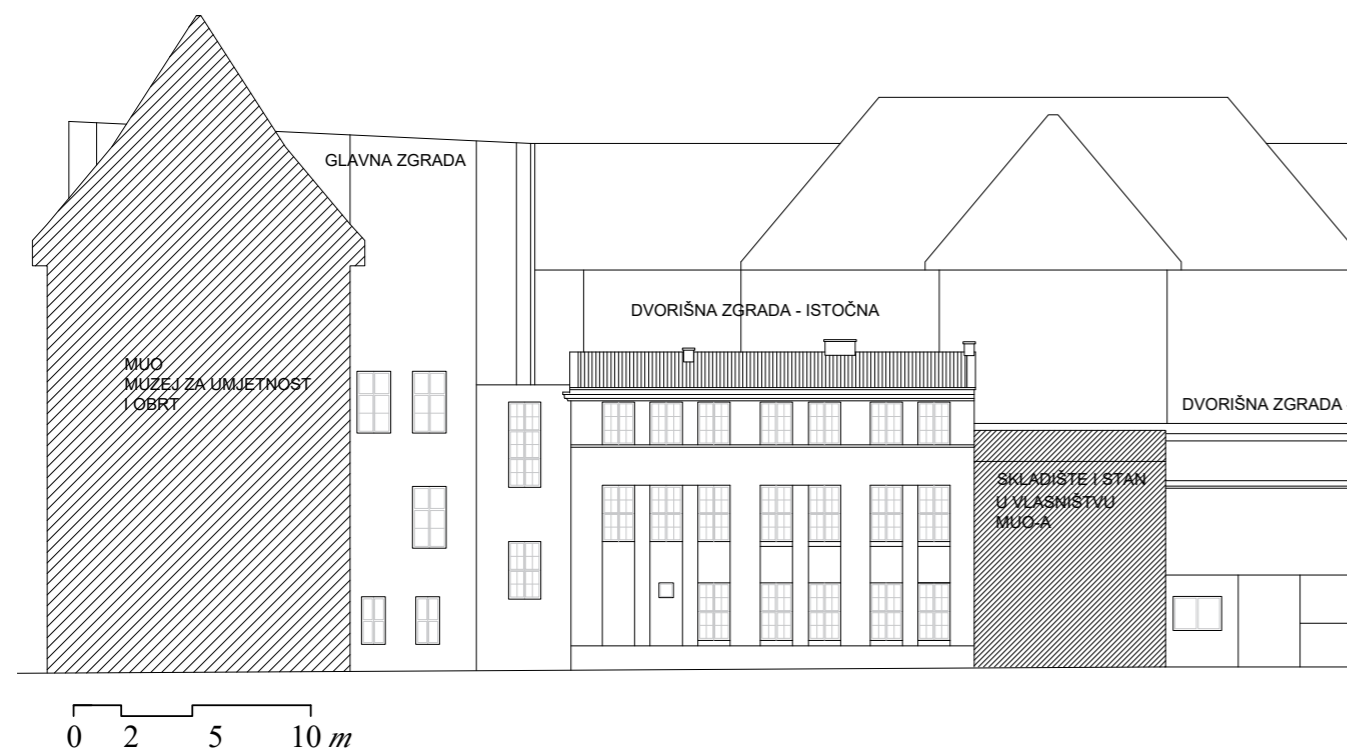 GLAVNA ZGRADA
DVORIŠNA ZGRADA - ISTOČNA
MUO
MUZEJ ZA UMJETNOST
I OBRT
DVORIŠNA ZGRADA -
SKLADIŠTE I STAN
U VLASNIŠTVU
MUO-A
0 2 5 10 m